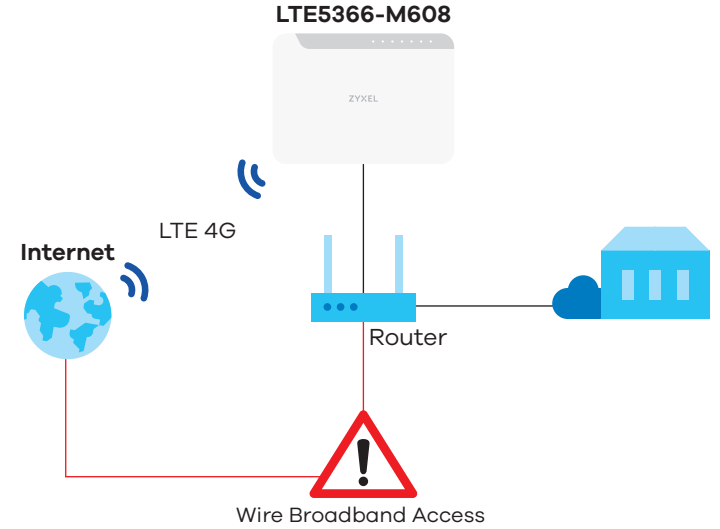 LTE5366-M608
ZYXEL
LTE 4G
Internet
Router
Wire Broadband Access